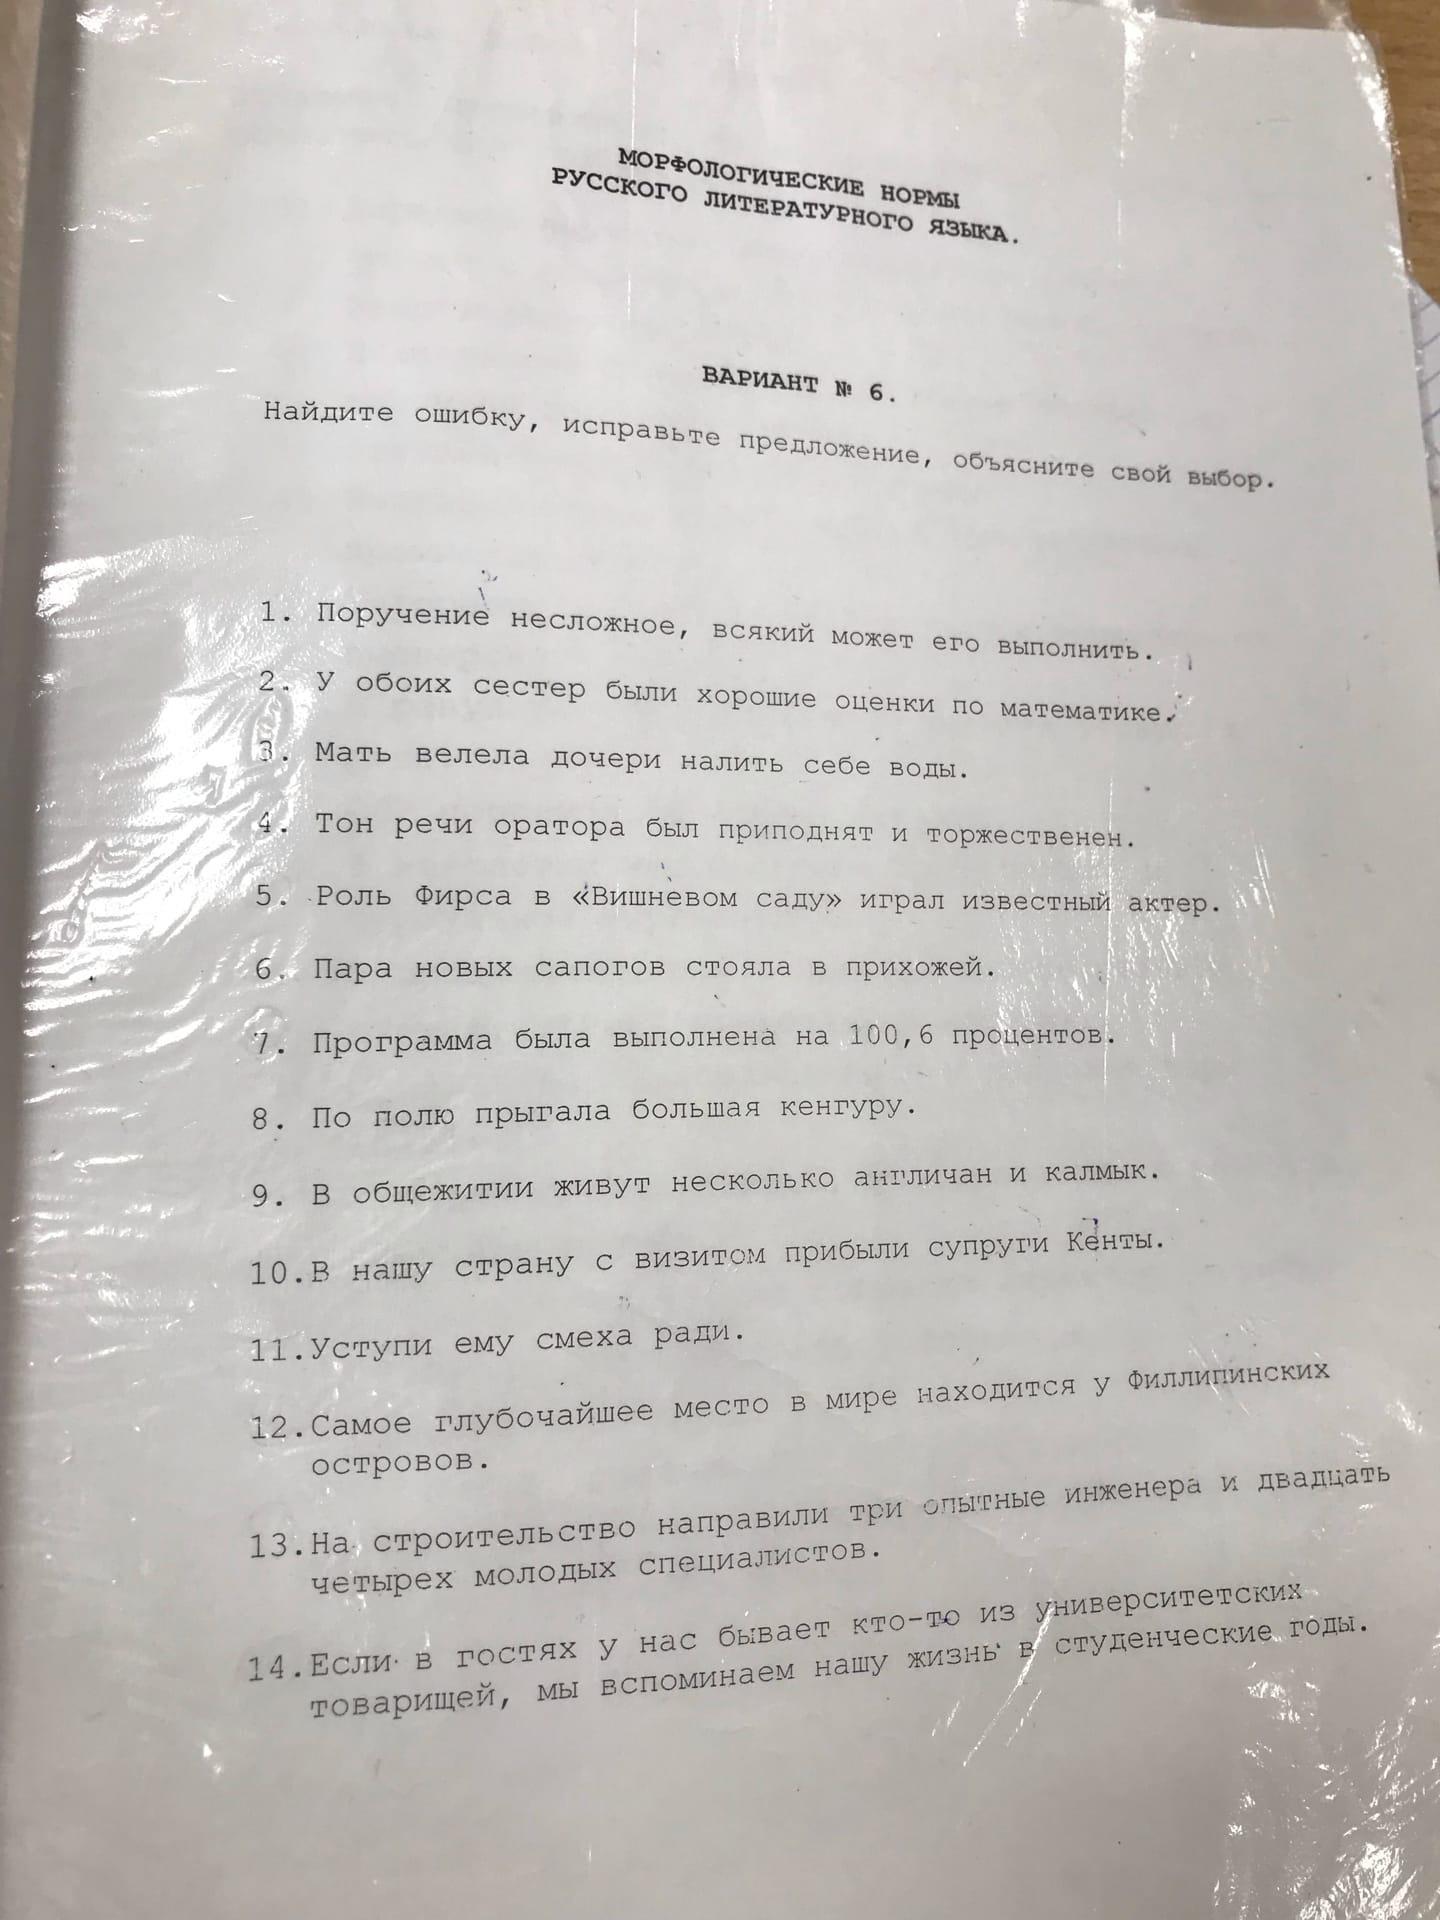 МОРФОЛОГИЧЕСКИЕ НОРМЫ
РУССКОГО ЛИТЕРАТУРНОГО ЯЗЫКА.
ВАРИАНТ № 6.
Найдите ошибку, исправьте предложение, объясните свой выбор.
1. Поручение несложное, всякий может его выполнить.
2. У обоих сестер были хорошие оценки по математике.
3. Мать велела дочери налить себе воды.
4. Тон речи оратора был приподнят и торжественен.
5. Роль Фирса в «Вишневом саду» играл известный актер.
6. Пара новых сапогов стояла в прихожей.
7. Программа была выполнена на 100,6 процентов.
8. По полю прыгала большая кенгуру.
9. В общежитии живут несколько англичан и калмык.
10. В нашу страну с визитом прибыли супруги Кенты.
11. Уступи ему смеха ради.
12. Самое глубочайшее место в мире находится у Филлипинских
островов.
13. На строительство направили три опытные инженера и двадцать
четырех молодых специалистов.
14. Если в гостях у нас бывает кто-то из университетских
товарищей, мы вспоминаем нашу жизнь в студенческие годы.